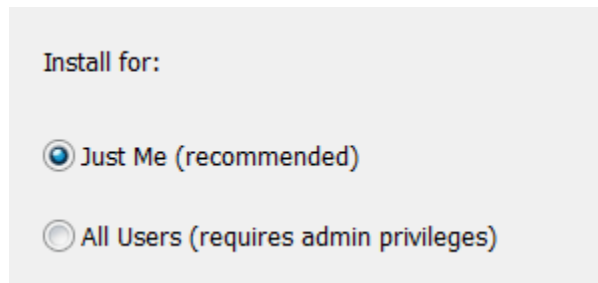 Install for:
Just Me (recommended)
All Users (requires admin privileges)